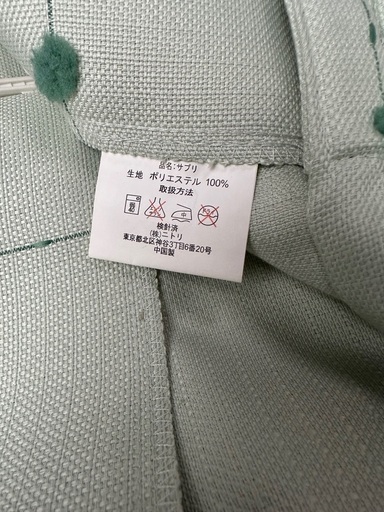 品名:サブリ
生地 ポリエステル 100%
取扱方法
中
検針済
(株)ニトリ
東京都北区神谷3丁目6番20号
中国製